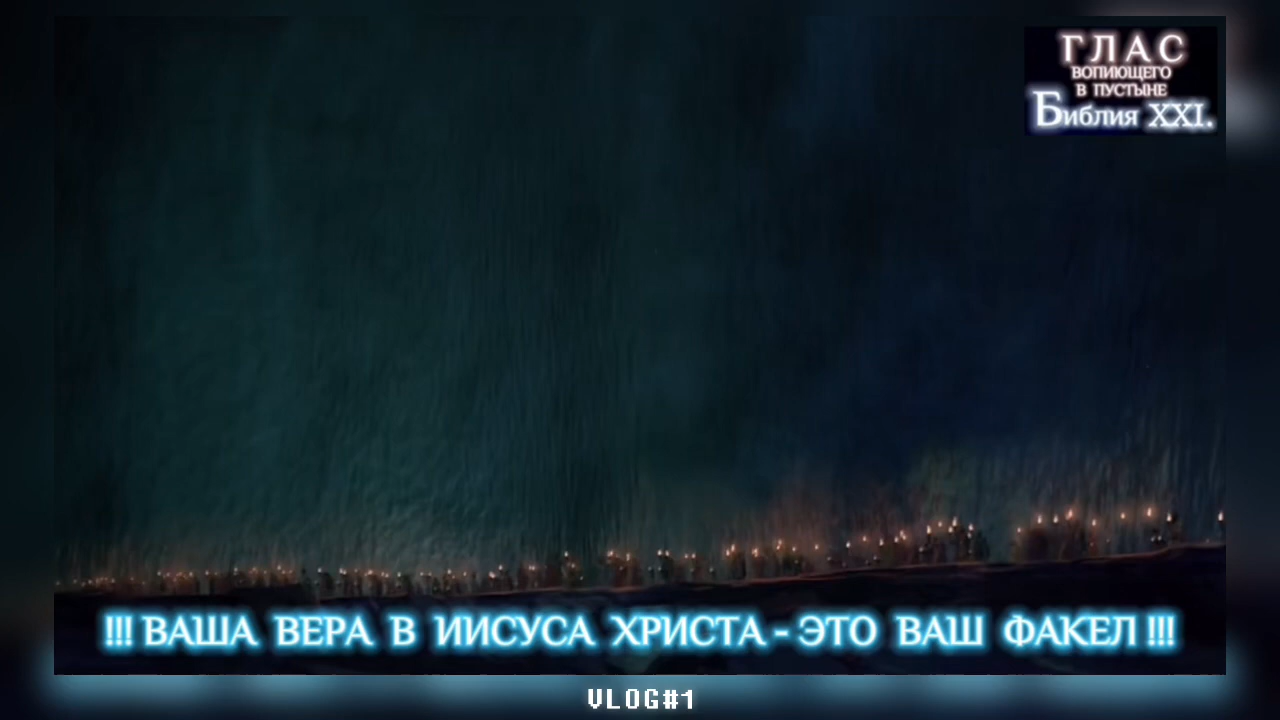 ГЛАС
ВОПИЮЩЕГО
В ПУСТЫНЕ
Библия XXI.
!!! ВАША ВЕРА В ИИСУСА ХРИСТА - ЭТО ВАШ ФАКЕЛ !!!
VLOG#1